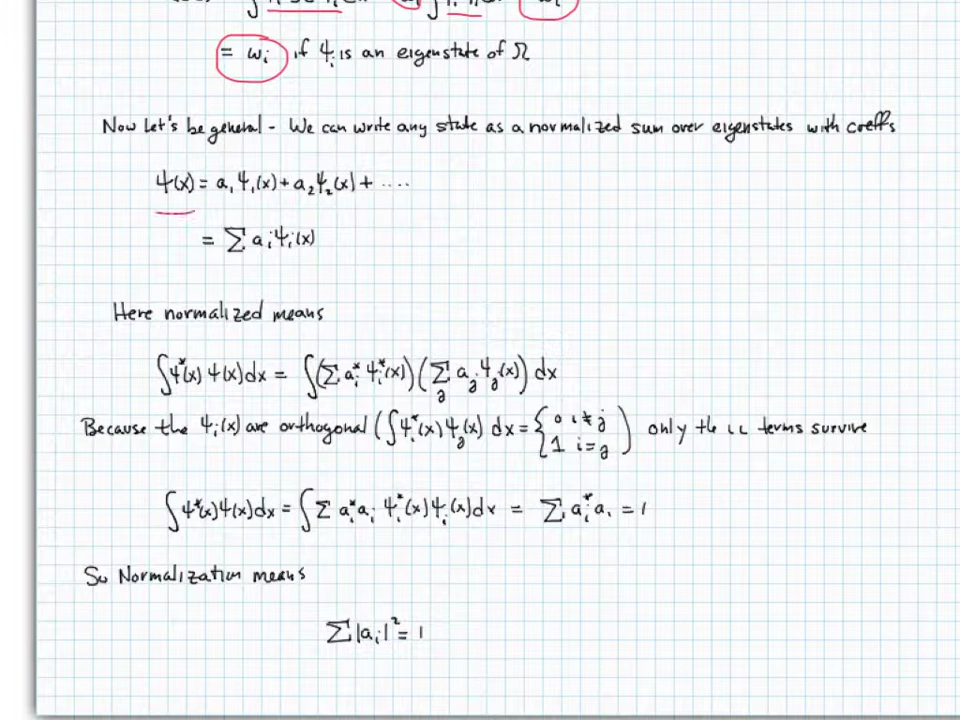 = ωᵢ if ψᵢ is an eigenstate of Ω
Now Let's be general - We can write any state as a normalized sum over eigenstates with coeffs
ψ(x) = a₁ψ₁(x) + a₂ψ₂(x) + ....
= ∑ aᵢψᵢ(x)
Here normalized means
∫ψ*(x) ψ(x)dx = ∫(∑ aᵢ* ψᵢ*(x))(∑ⱼ aⱼψⱼ(x)) dx
Because the ψᵢ(x) are orthogonal (∫ψᵢ*(x)ψⱼ(x) dx = {0 i≠j 1 i=j) only the ii terms survive
∫ψ*(x)ψ(x)dx = ∫∑ aᵢ*aᵢ ψᵢ*(x)ψᵢ(x)dx = ∑ aᵢ*aᵢ = 1
So Normalization means
∑|aᵢ|² = 1